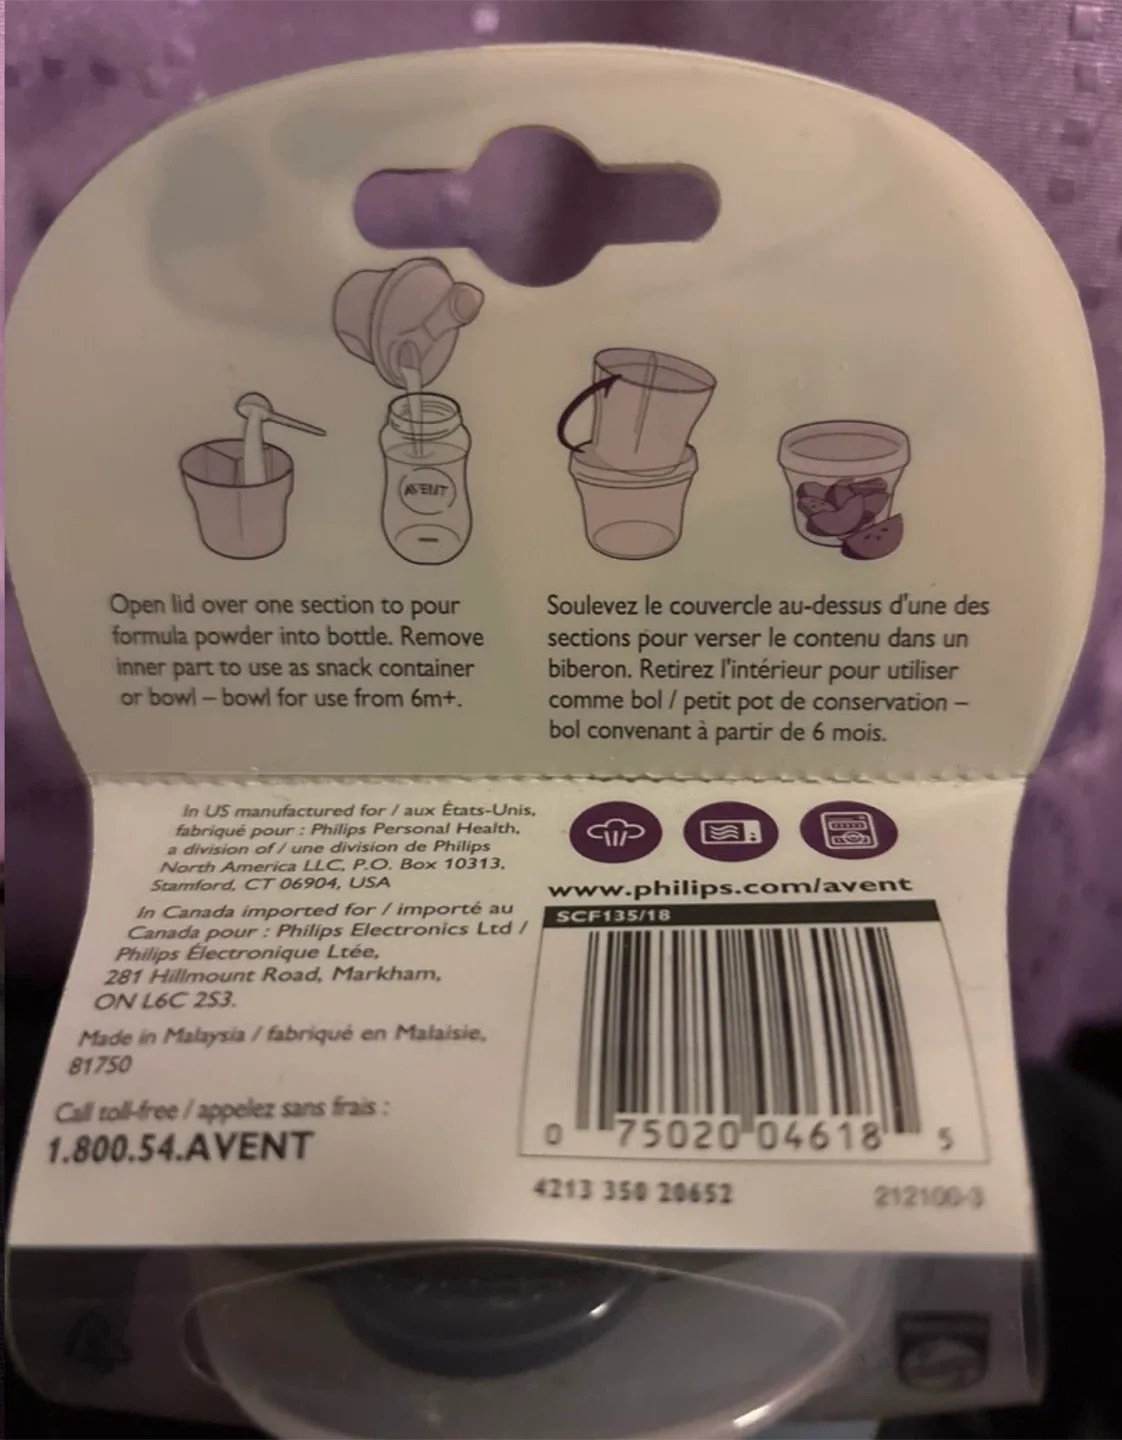 AVENT
Open lid over one section to pour
formula powder into bottle. Remove
inner part to use as snack container
or bowl – bowl for use from 6m+.
Soulevez le couvercle au-dessus d'une des
sections pour verser le contenu dans un
biberon. Retirez l'intérieur pour utiliser
comme bol / petit pot de conservation –
bol convenant à partir de 6 mois.
In US manufactured for / aux États-Unis,
fabriqué pour : Philips Personal Health,
a division of / une division de Philips
North America LLC, P.O. Box 10313,
Stamford, CT 06904, USA
In Canada imported for / importé au
Canada pour : Philips Electronics Ltd /
Philips Électronique Ltée,
281 Hillmount Road, Markham,
ON L6C 2S3.
Made in Malaysia / fabriqué en Malaisie,
81750
Call toll-free / appelez sans frais :
1.800.54.AVENT
www.philips.com/avent
SCF135/18
0 75020 04618 5
4213 350 20652
212100-3